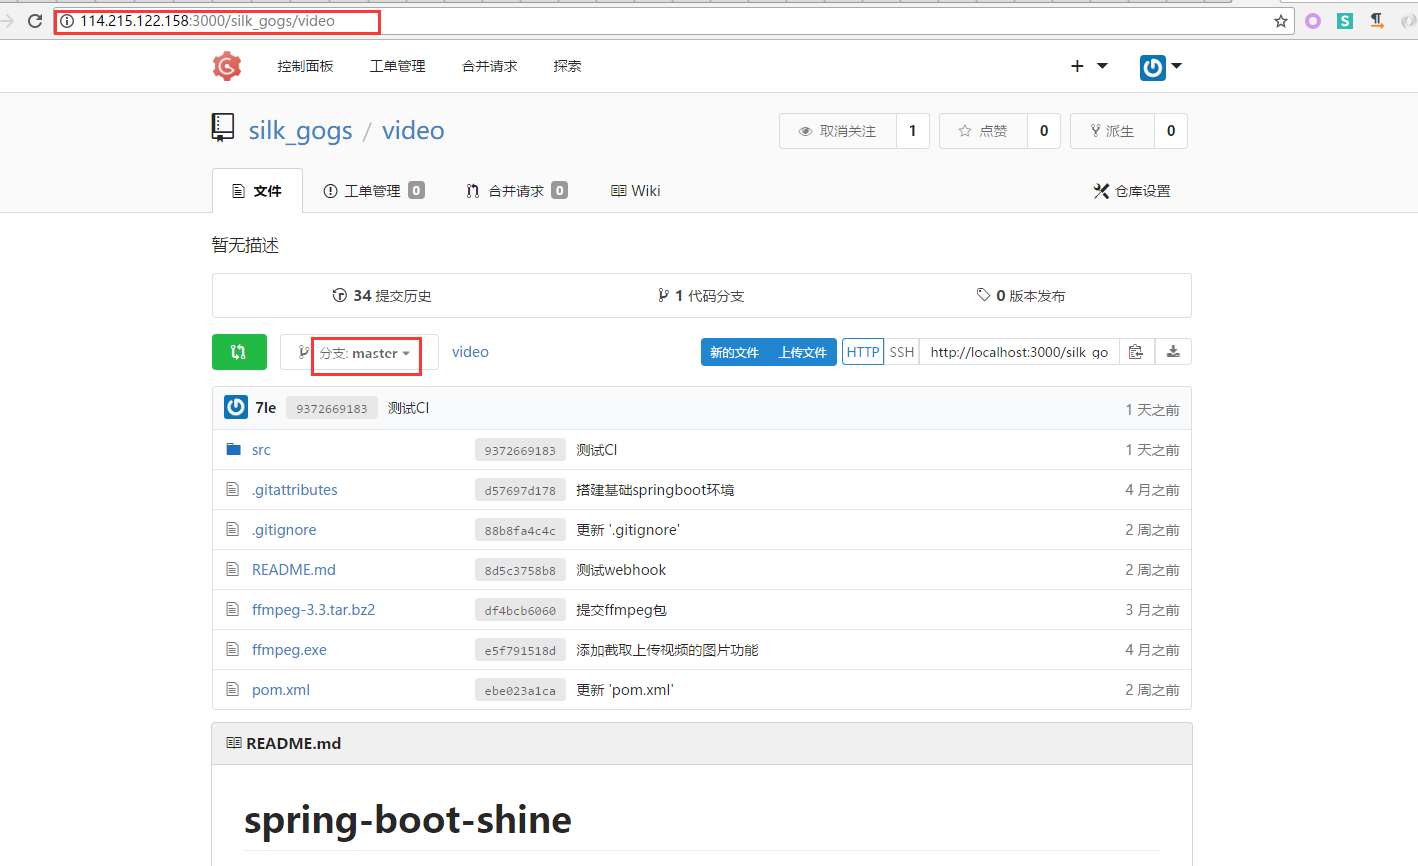 114.215.122.158:3000/silk_gogs/video
控制面板 工单管理 合并请求 探索
silk_gogs / video 取消关注 1 点赞 0 派生 0
文件 工单管理 0 合并请求 0 Wiki 仓库设置
暂无描述
34 提交历史 1 代码分支 0 版本发布
分支: master video 新的文件 上传文件 HTTP SSH http://localhost:3000/silk_go
7le 9372669183 测试CI 1 天之前
src 9372669183 测试CI 1 天之前
.gitattributes d57697d178 搭建基础springboot环境 4 月之前
.gitignore 88b8fa4c4c 更新 '.gitignore' 2 周之前
README.md 8d5c3758b8 测试webhook 2 周之前
ffmpeg-3.3.tar.bz2 df4bcb6060 提交ffmpeg包 3 月之前
ffmpeg.exe e5f791518d 添加截取上传视频的图片功能 4 月之前
pom.xml ebe023a1ca 更新 'pom.xml' 2 周之前
README.md
spring-boot-shine